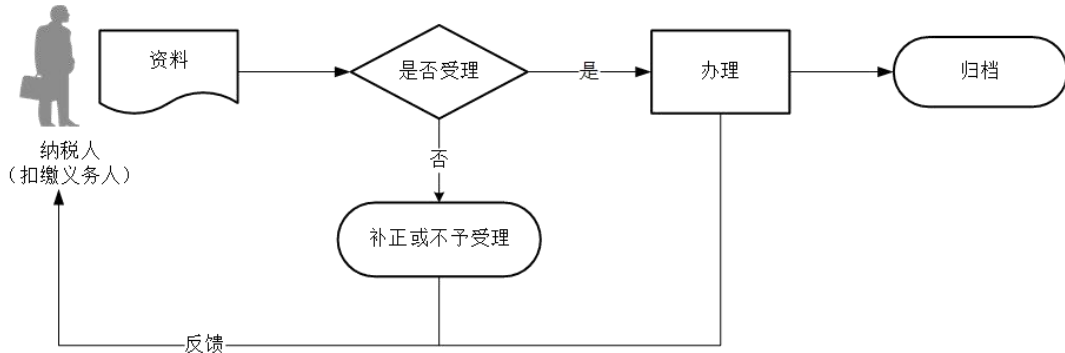 资料
是否受理
是
办理
归档
纳税人
（扣缴义务人）
否
补正或不予受理
反馈